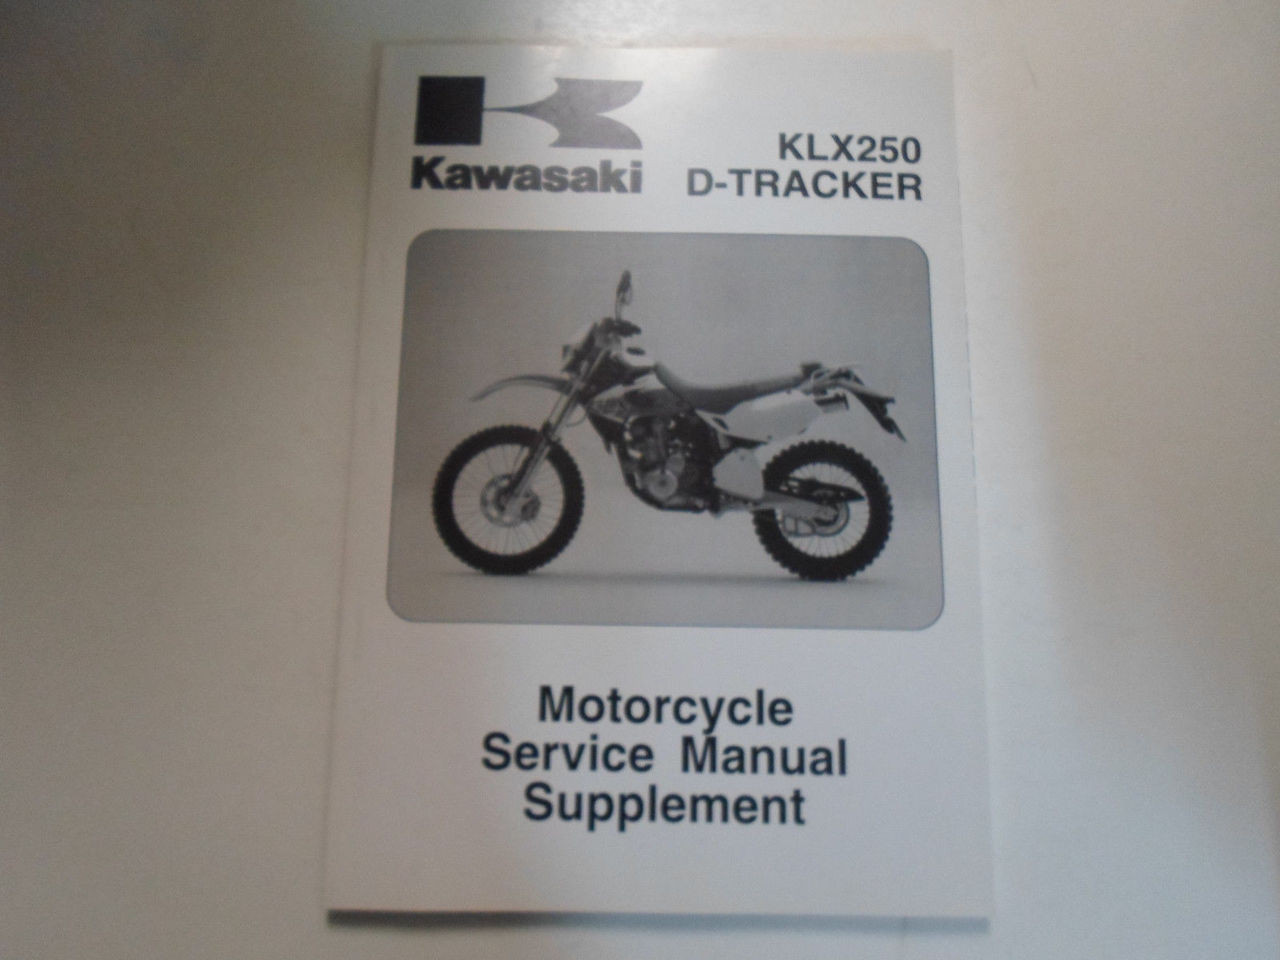 Kawasaki
KLX250
D-TRACKER
Motorcycle
Service Manual
Supplement